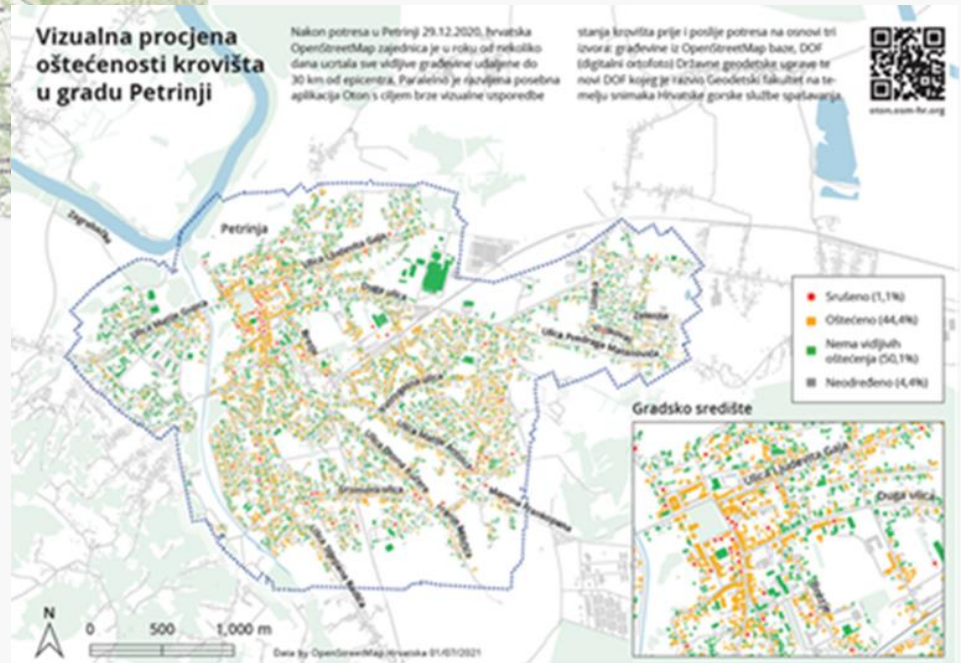 Vizualna procjena
oštećenosti krovišta
u gradu Petrinji
Nakon potresa u Petrinji 29.12.2020, hrvatska
OpenStreetMap zajednica je u roku od nekoliko
dana ucrtala sve vidljive građevine udaljene do
30 km od epicentra. Paralelno je razvijena posebna
aplikacija Oton s ciljem brze vizualne usporedbe
stanja krovišta prije i poslije potresa na osnovi tri
izvora: građevine iz OpenStreetMap baze, DOF
(digitalni ortofoto) Državne geodetske uprave te
novi DOF kojeg je razvio Geodetski fakultet na te-
melju snimaka Hrvatske gorske službe spašavanja
oton.osm-hr.org
Zagrebačka
Petrinja
Ulica Ljudevita Gaja
Duga ulica
Ulica Matije Gupca
Ulica Predraga
Gradsko središte
Srušeno (1,1%)
Oštećeno (44,4%)
Nema vidljivih
oštećenja (50,1%)
Neodređeno (4,4%)
Ulica Ljudevita Gaja
Duga ulica
N
0 500 1,000 m
Data by OpenStreetMap Hrvatska 01/07/2021